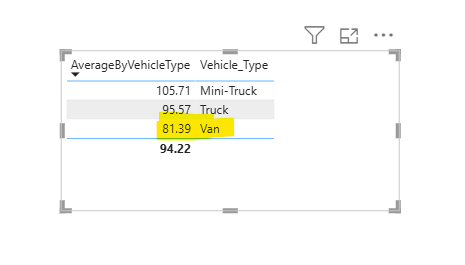 AverageByVehicleType Vehicle_Type
105.71 Mini-Truck
95.57 Truck
81.39 Van
94.22